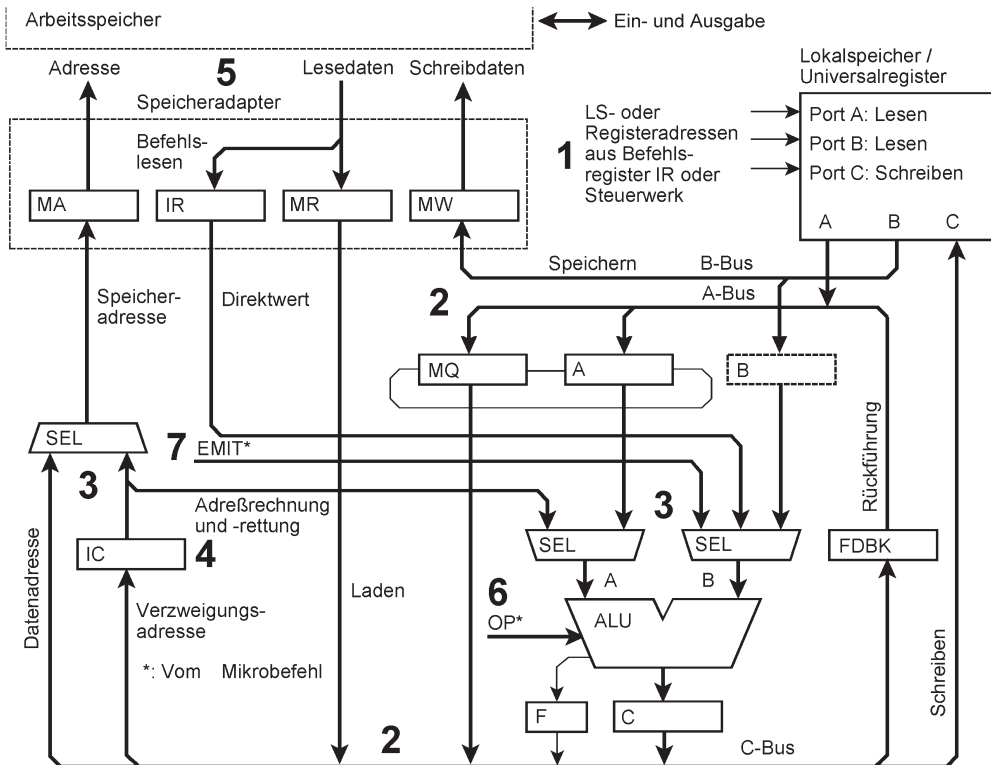 Arbeitsspeicher
Ein- und Ausgabe
Adresse
5
Lesedaten
Schreibdaten
Speicheradapter
Befehls-
lesen
MA
IR
MR
MW
Lokalspeicher /
Universalregister
LS- oder
Registeradressen
aus Befehls-
register IR oder
Steuerwerk
1
Port A: Lesen
Port B: Lesen
Port C: Schreiben
A
B
C
Speichern
B-Bus
A-Bus
Speicher-
adresse
Direktwert
2
MQ
A
B
SEL
7
EMIT*
3
Adreßrechnung
und -rettung
3
Rückführung
SEL
SEL
FDBK
IC
4
Datenadresse
Verzweigungs-
adresse
Laden
A
B
6
OP*
ALU
*: Vom Mikrobefehl
F
C
Schreiben
2
C-Bus